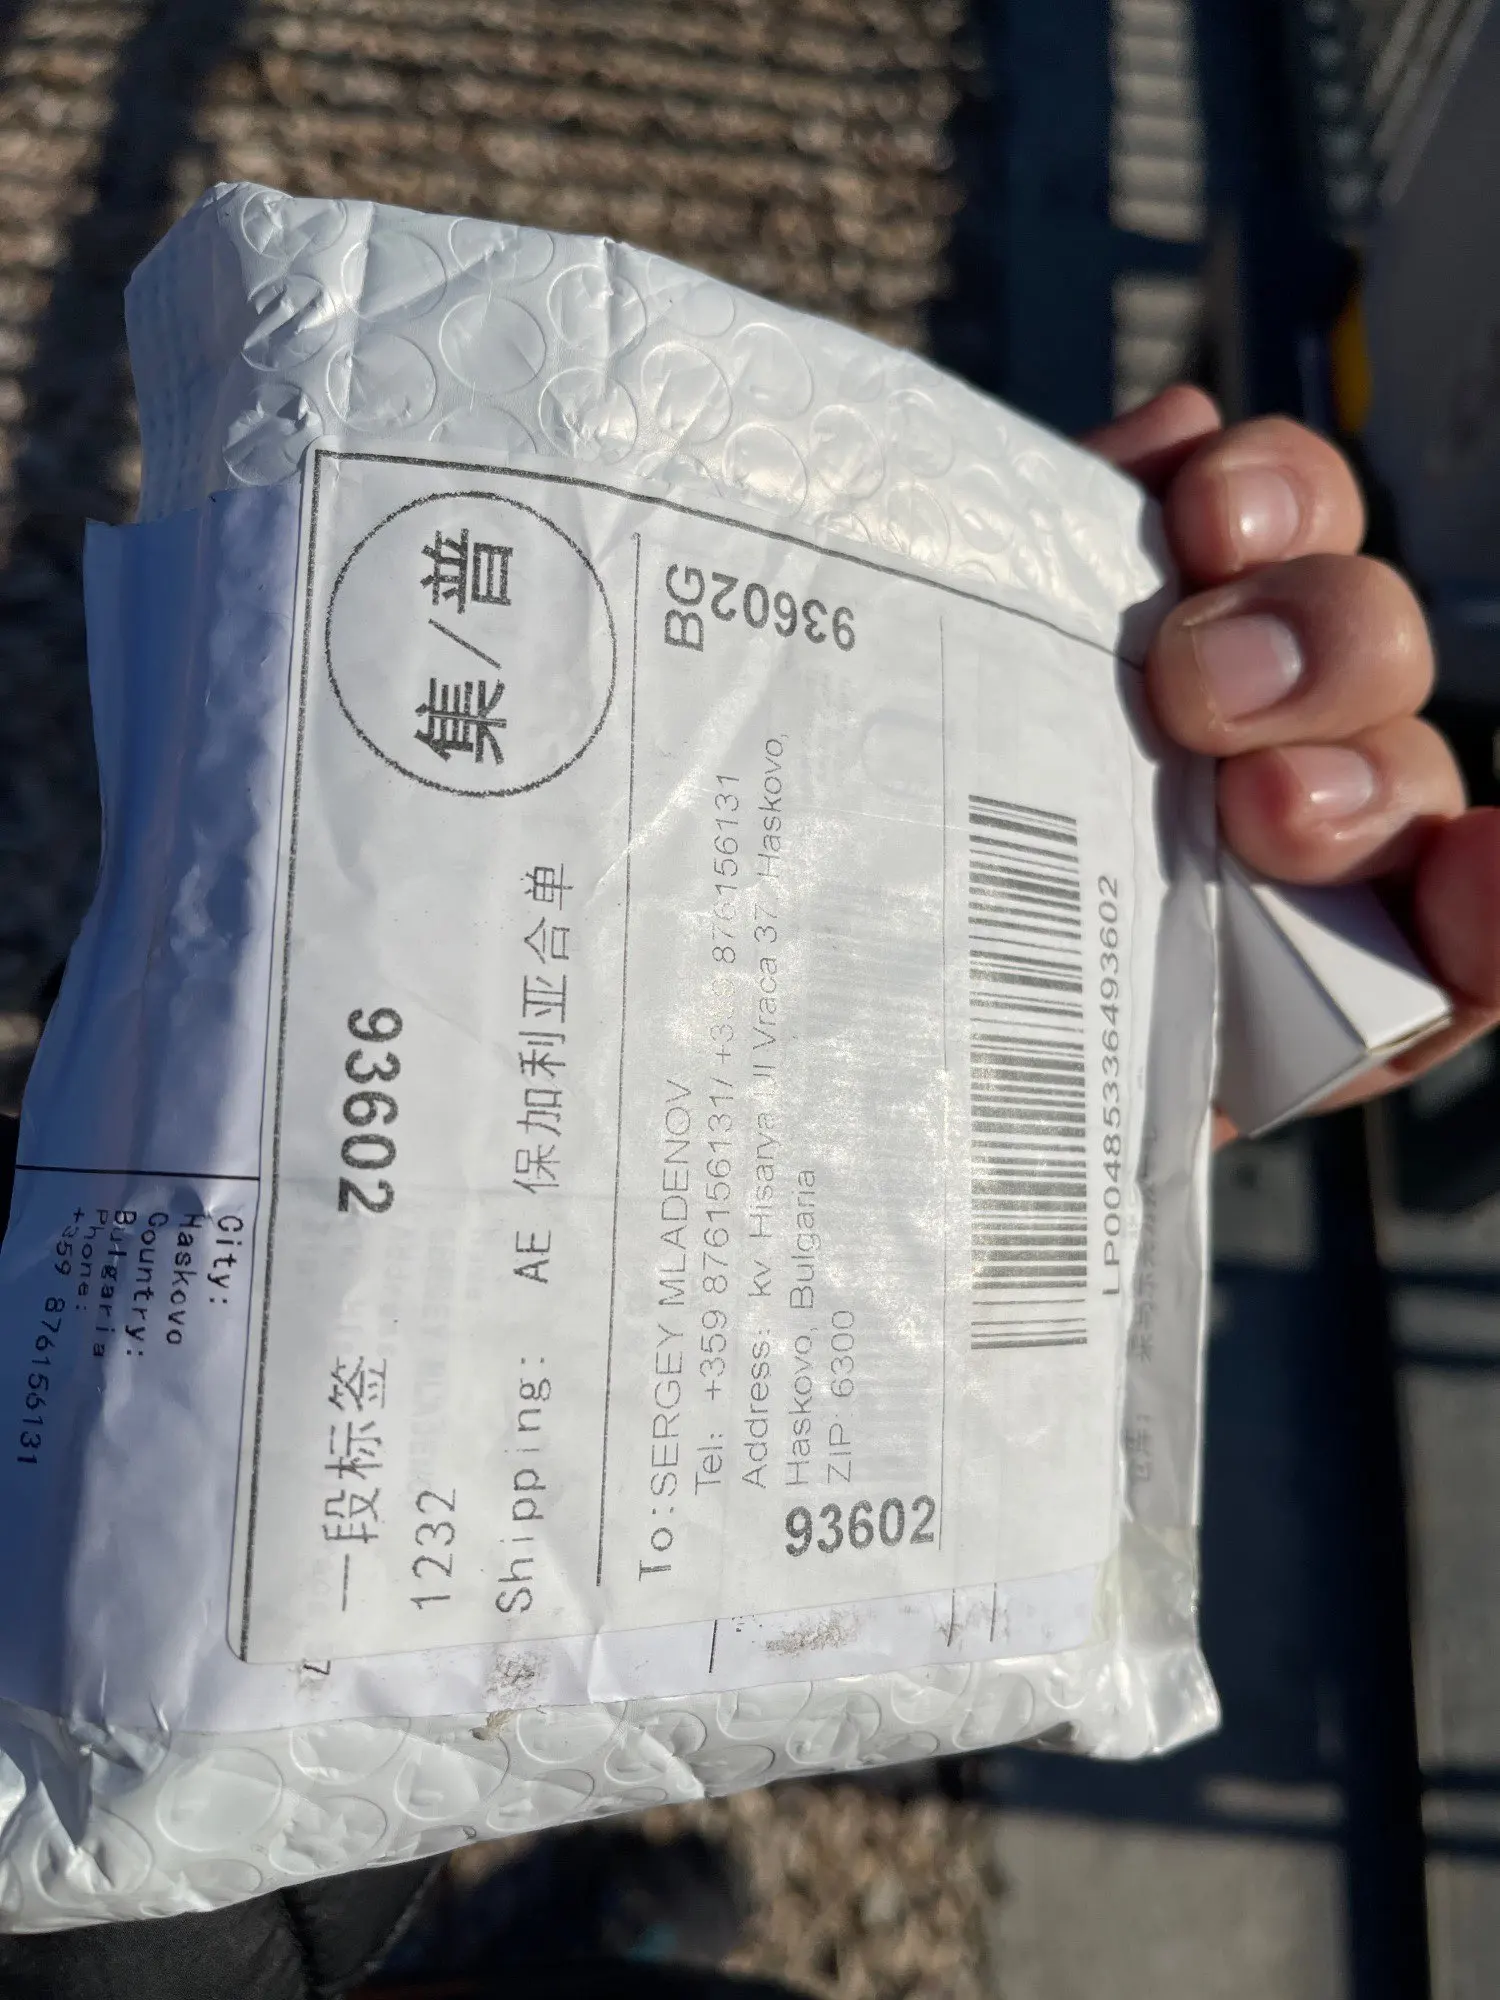 一段标签 93602 集/普
1232
Shipping: AE 保加利亚合单
To:SERGEY MLADENOV BG
Tel: +359 876156131/ +359 876156131 93602
Address: kv Hisarya Ul Vraca 37, Haskovo,
Haskovo, Bulgaria
ZIP: 6300
93602
LP00485336493602
City:
Haskovo
Country:
Bulgaria
Phone:
+359 876156131
7